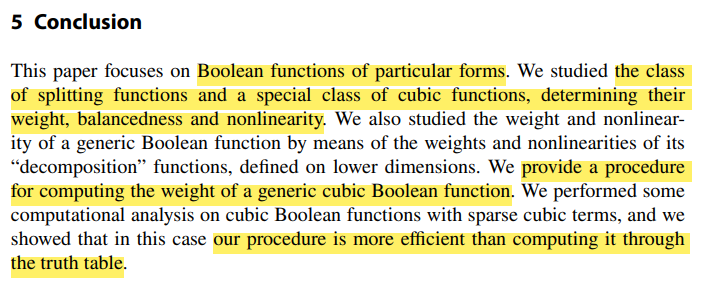 5 Conclusion
This paper focuses on Boolean functions of particular forms. We studied the class
of splitting functions and a special class of cubic functions, determining their
weight, balancedness and nonlinearity. We also studied the weight and nonlinear-
ity of a generic Boolean function by means of the weights and nonlinearities of its
“decomposition” functions, defined on lower dimensions. We provide a procedure
for computing the weight of a generic cubic Boolean function. We performed some
computational analysis on cubic Boolean functions with sparse cubic terms, and we
showed that in this case our procedure is more efficient than computing it through
the truth table.